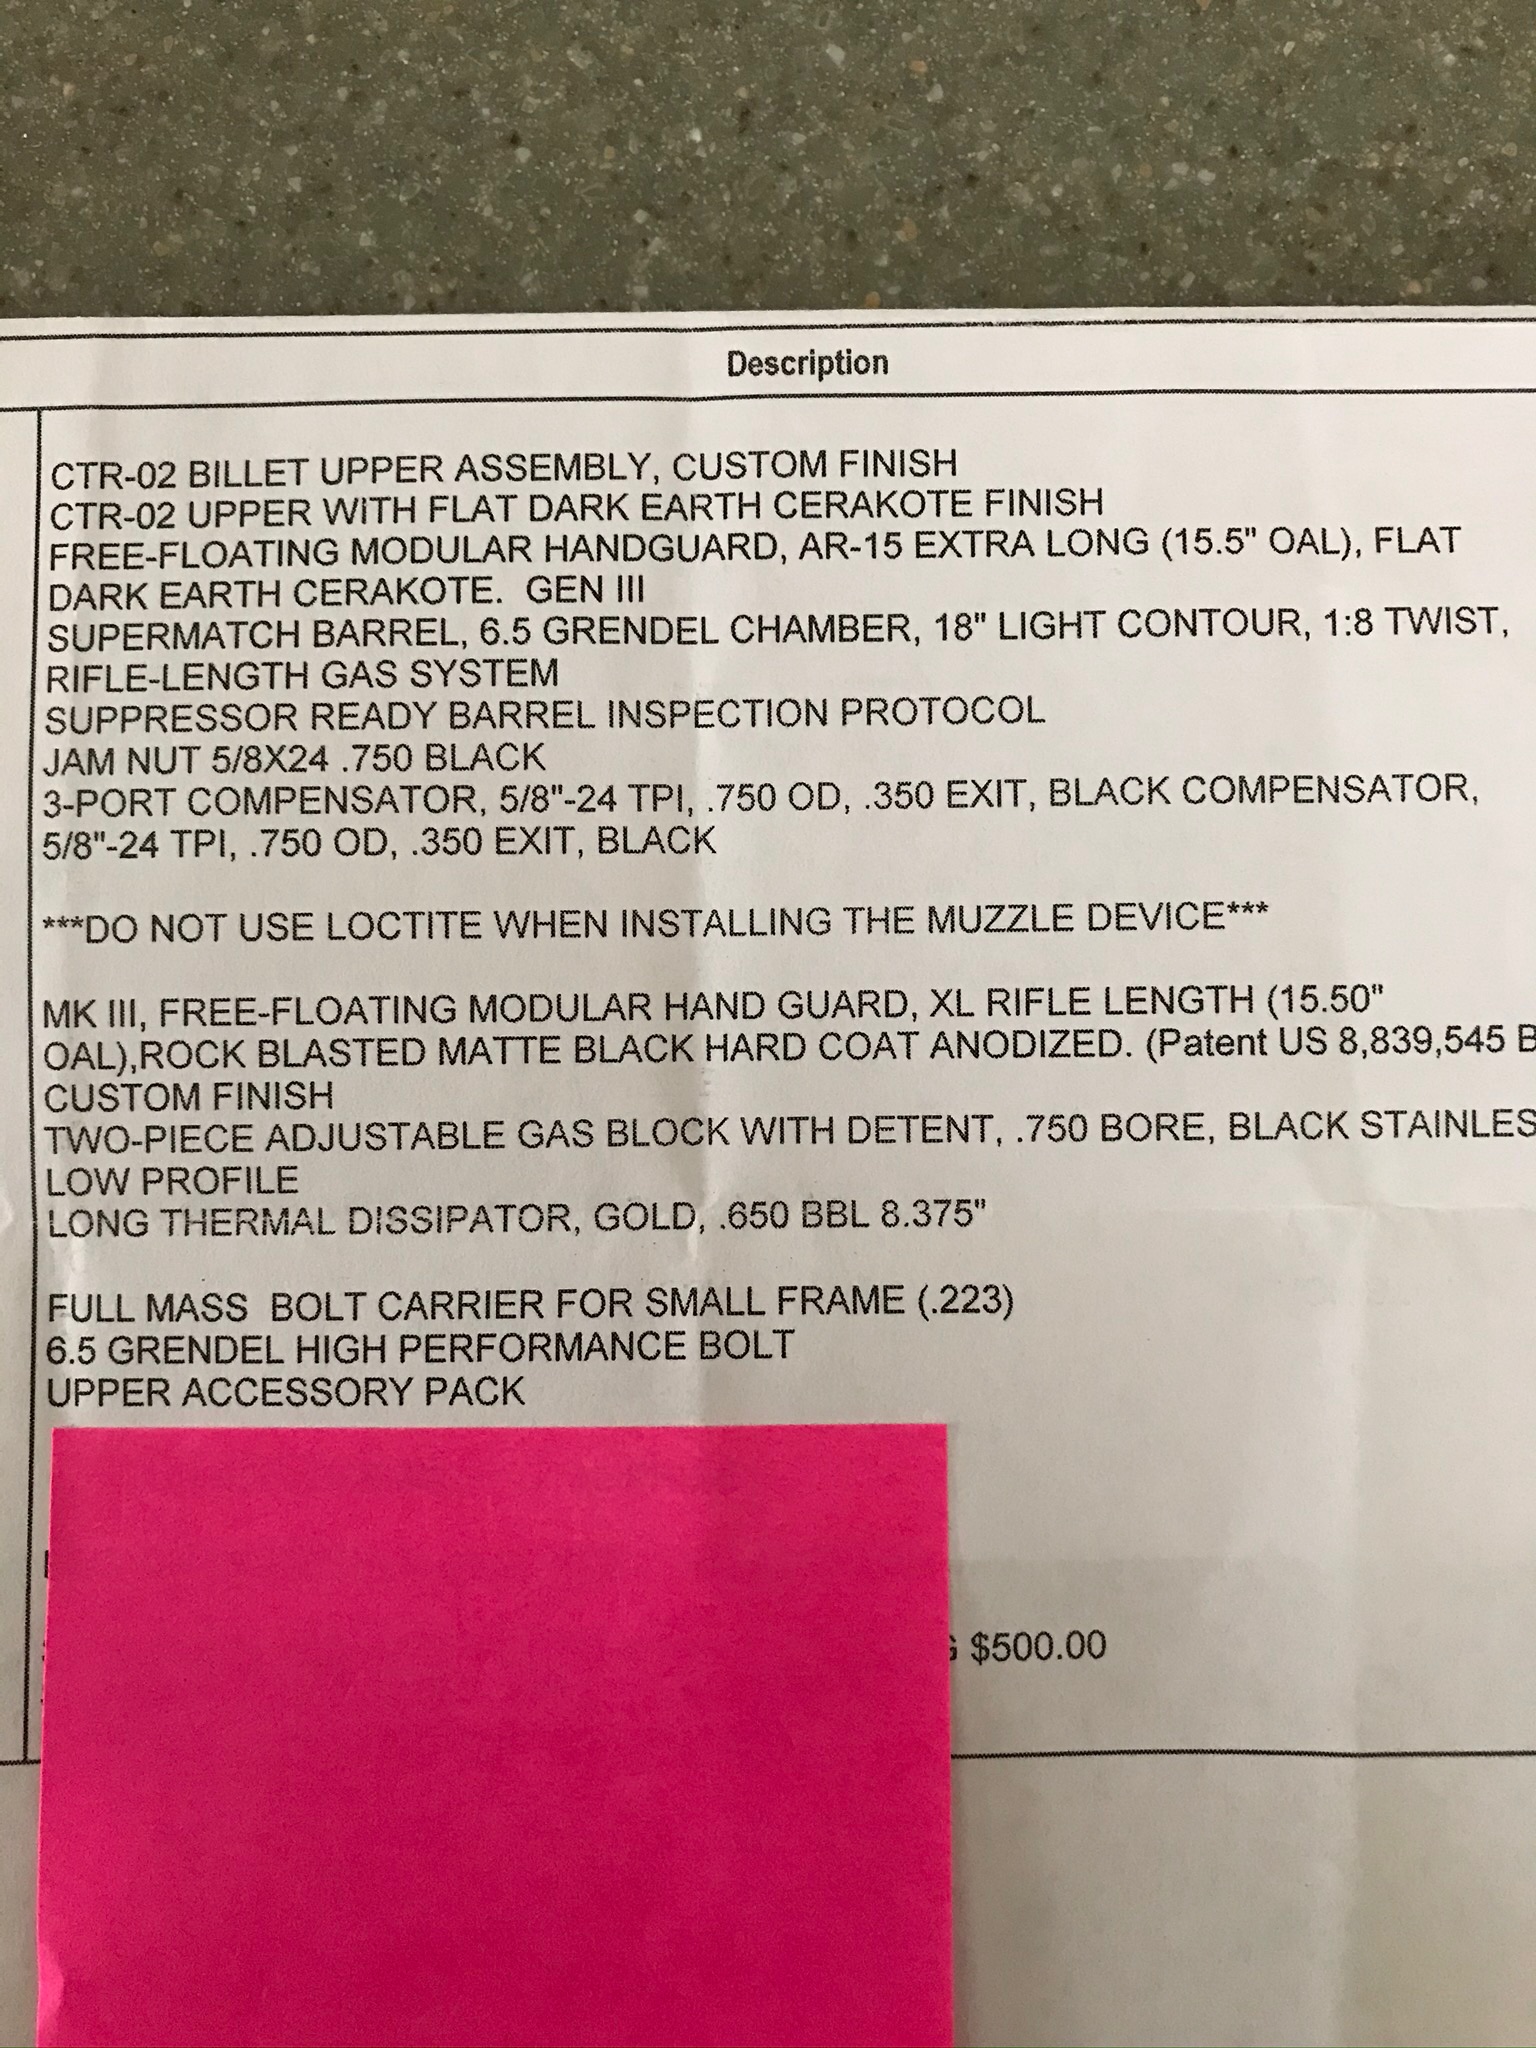 Description
CTR-02 BILLET UPPER ASSEMBLY, CUSTOM FINISH
CTR-02 UPPER WiTH FLAT DARK EARTH CERAKOTE FINISH
FREE-FLOATING MODULAR HANDGUARD, AR-15 EXTRA LONG (15.5" OAL), FLAT
DARK EARTH CERAKOTE.  GEN III
SUPERMATCH BARREL, 6.5 GRENDEL CHAMBER, 18" LIGHT CONTOUR, 1:8 TWIST,
RIFLE-LENGTH GAS SYSTEM
SUPPRESSOR READY BARREL INSPECTION PROTOCOL
JAM NUT 5/8X24 .750 BLACK
3-PORT COMPENSATOR, 5/8"-24 TPI, .750 OD, .350 EXIT, BLACK COMPENSATOR,
5/8"-24 TPI, .750 OD, .350 EXIT, BLACK
***DO NOT USE LOCTITE WHEN INSTALLING THE MUZZLE DEVICE***
MK III, FREE-FLOATING MODULAR HAND GUARD, XL RIFLE LENGTH (15.50"
OAL),ROCK BLASTED MATTE BLACK HARD COAT ANODIZED. (Patent US 8,839,545 B
CUSTOM FINISH
TWO-PIECE ADJUSTABLE GAS BLOCK WITH DETENT, .750 BORE, BLACK STAINLES
LOW PROFILE
LONG THERMAL DISSIPATOR, GOLD, .650 BBL 8.375"
FULL MASS  BOLT CARRIER FOR SMALL FRAME (.223)
6.5 GRENDEL HIGH PERFORMANCE BOLT
UPPER ACCESSORY PACK
$500.00